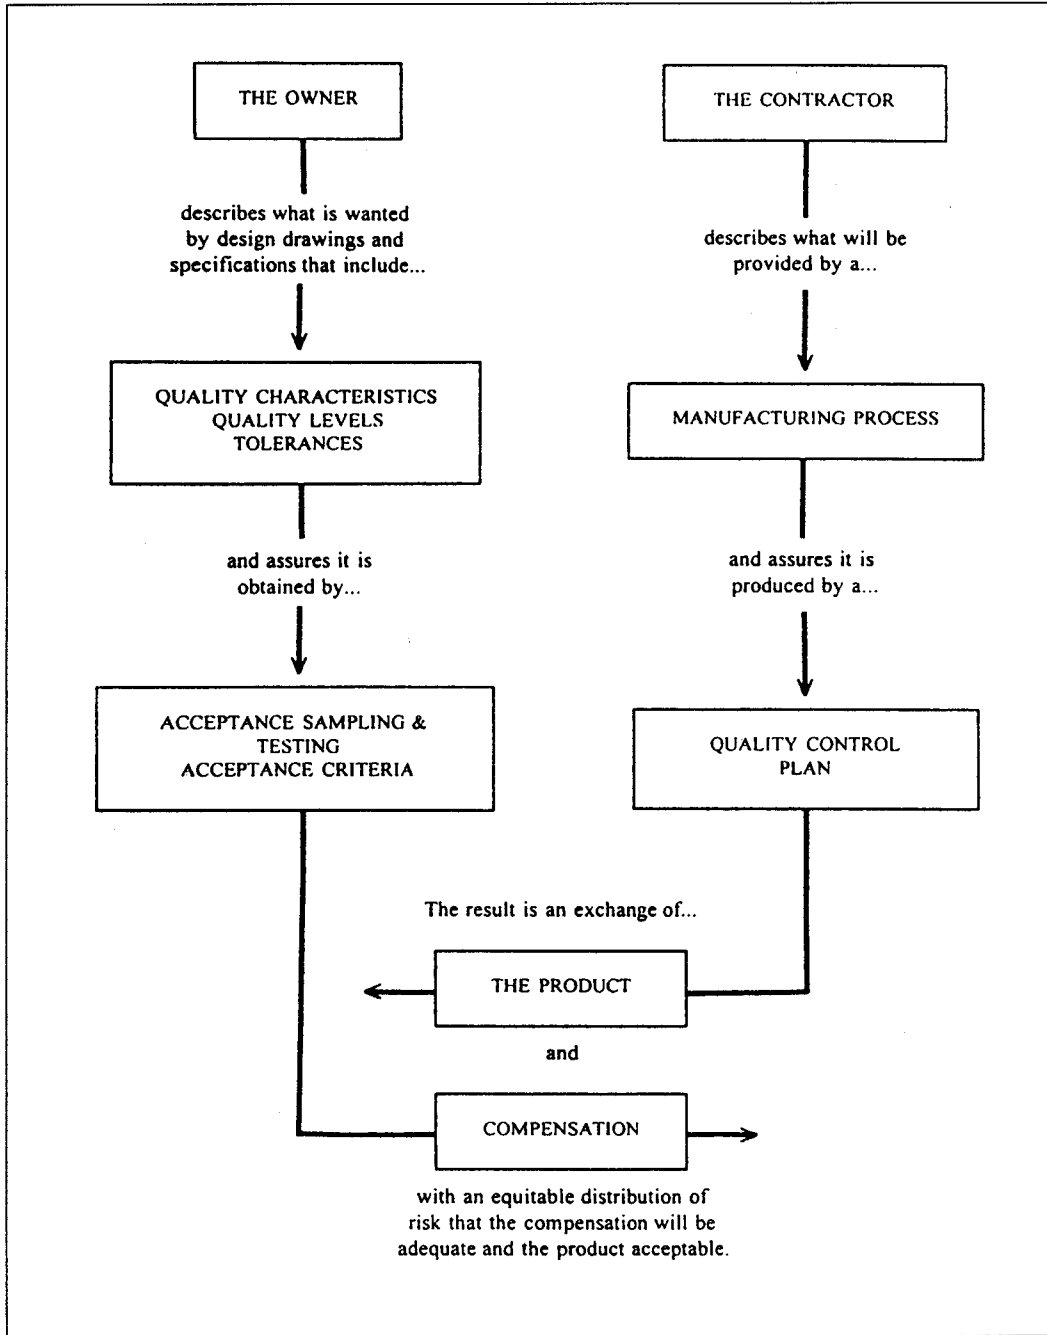 THE OWNER
describes what is wanted
by design drawings and
specifications that include...
QUALITY CHARACTERISTICS
QUALITY LEVELS
TOLERANCES
and assures it is
obtained by...
ACCEPTANCE SAMPLING &
TESTING
ACCEPTANCE CRITERIA
THE CONTRACTOR
describes what will be
provided by a...
MANUFACTURING PROCESS
and assures it is
produced by a...
QUALITY CONTROL
PLAN
The result is an exchange of...
THE PRODUCT
and
COMPENSATION
with an equitable distribution of
risk that the compensation will be
adequate and the product acceptable.